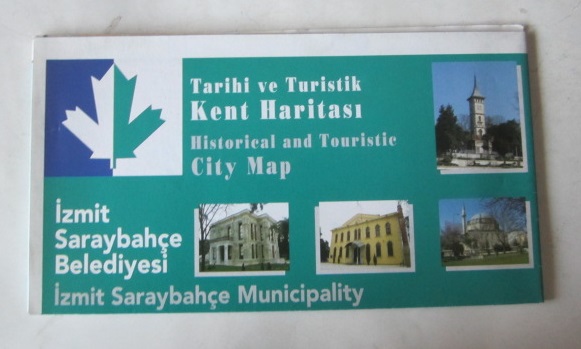 Tarihi ve Turistik
Kent Haritası
Historical and Touristic
City Map
İzmit
Saraybahçe
Belediyesi
İzmit Saraybahçe Municipality